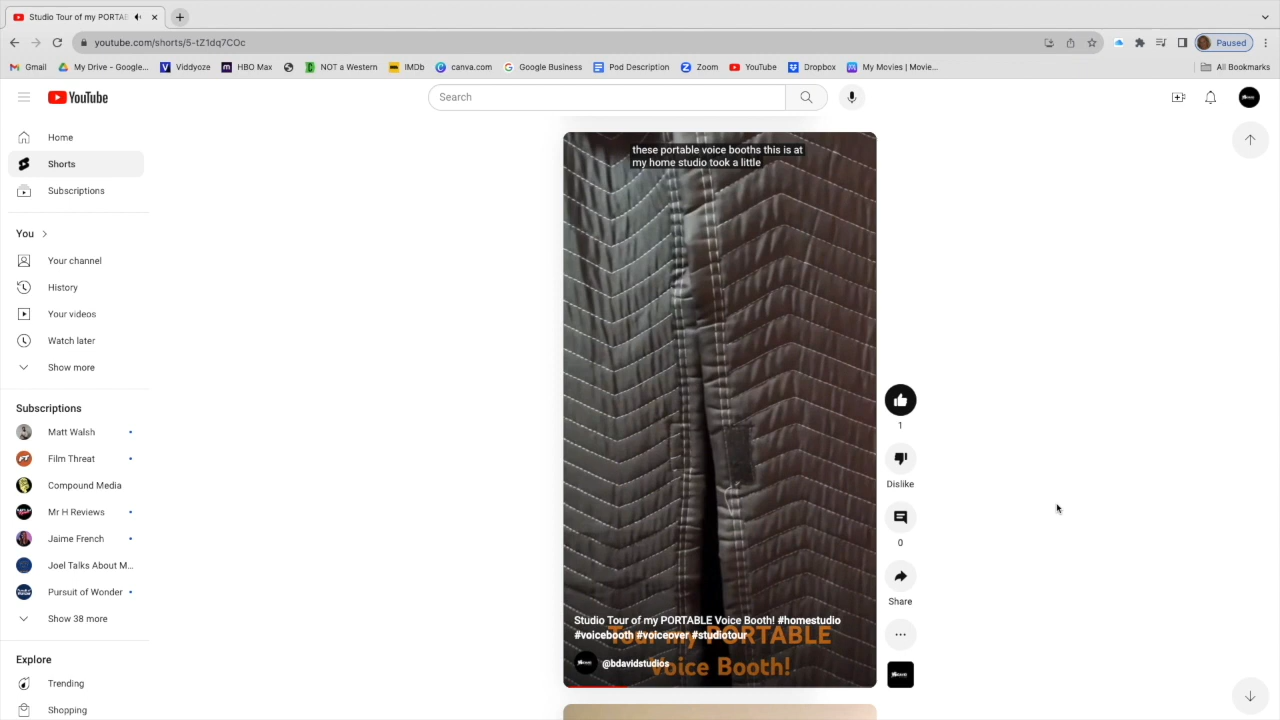 Studio Tour of my PORTAB
youtube.com/shorts/5-tZ1dq7COc
Paused
Gmail
My Drive - Google...
Viddyoze
HBO Max
NOT a Western
IMDb
canva.com
Google Business
Pod Description
Zoom
YouTube
Dropbox
My Movies | Movie...
All Bookmarks
YouTube
Search
Home
Shorts
Subscriptions
You
Your channel
History
Your videos
Watch later
Show more
Subscriptions
Matt Walsh
Film Threat
Compound Media
Mr H Reviews
Jaime French
Joel Talks About M...
Pursuit of Wonder
Show 38 more
Explore
Trending
Shopping
these portable voice booths this is at
my home studio took a little
Studio Tour of my PORTABLE Voice Booth! #homestudio
#voicebooth #voiceover #studiotour
Tour my PORTABLE
Voice Booth!
@bdavidstudios
1
Dislike
0
Share